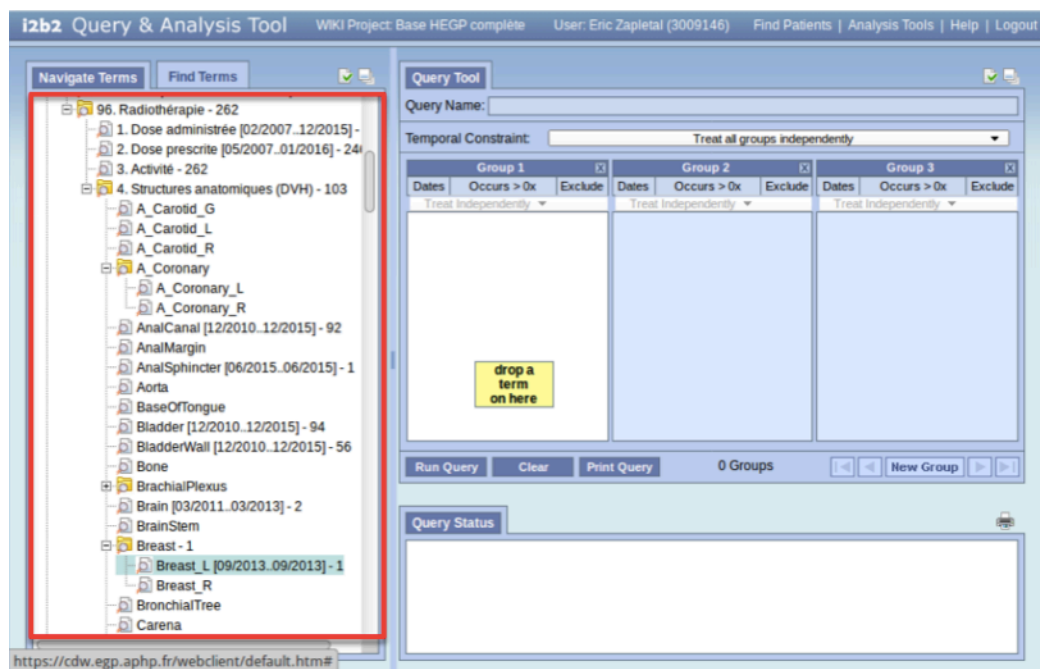 i2b2 Query & Analysis Tool WIKI Project: Base HEGP complète User: Eric Zapletal (3009146) Find Patients | Analysis Tools | Help | Logout
Navigate Terms Find Terms
96. Radiothérapie - 262
1. Dose administrée [02/2007..12/2015] -
2. Dose prescrite [05/2007..01/2016] - 24
3. Activité - 262
4. Structures anatomiques (DVH) - 103
A_Carotid_G
A_Carotid_L
A_Carotid_R
A_Coronary
A_Coronary_L
A_Coronary_R
AnalCanal [12/2010..12/2015] - 92
AnalMargin
AnalSphincter [06/2015..06/2015] - 1
Aorta
BaseOfTongue
Bladder [12/2010..12/2015] - 94
BladderWall [12/2010..12/2015] - 56
Bone
BrachialPlexus
Brain [03/2011..03/2013] - 2
BrainStem
Breast - 1
Breast_L [09/2013..09/2013] - 1
Breast_R
BronchialTree
Carena
https://cdw.egp.aphp.fr/webclient/default.htm#
Query Tool
Query Name:
Temporal Constraint: Treat all groups independently
Group 1 Group 2 Group 3
Dates Occurs > 0x Exclude Dates Occurs > 0x Exclude Dates Occurs > 0x Exclude
Treat Independently Treat Independently Treat Independently
drop a
term
on here
Run Query Clear Print Query 0 Groups New Group
Query Status